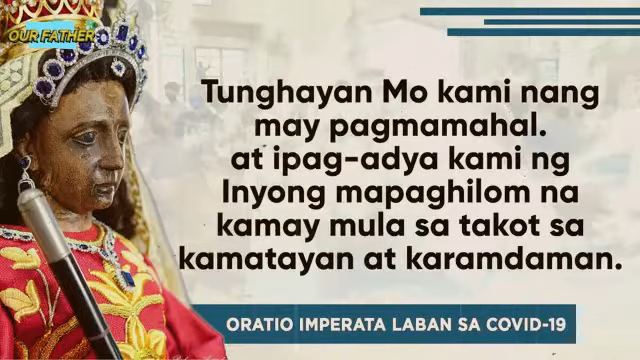 OUR FATHER
Tunghayan Mo kami nang
may pagmamahal.
at ipag-adya kami ng
Inyong mapaghilom na
kamay mula sa takot sa
kamatayan at karamdaman.
ORATIO IMPERATA LABAN SA COVID-19